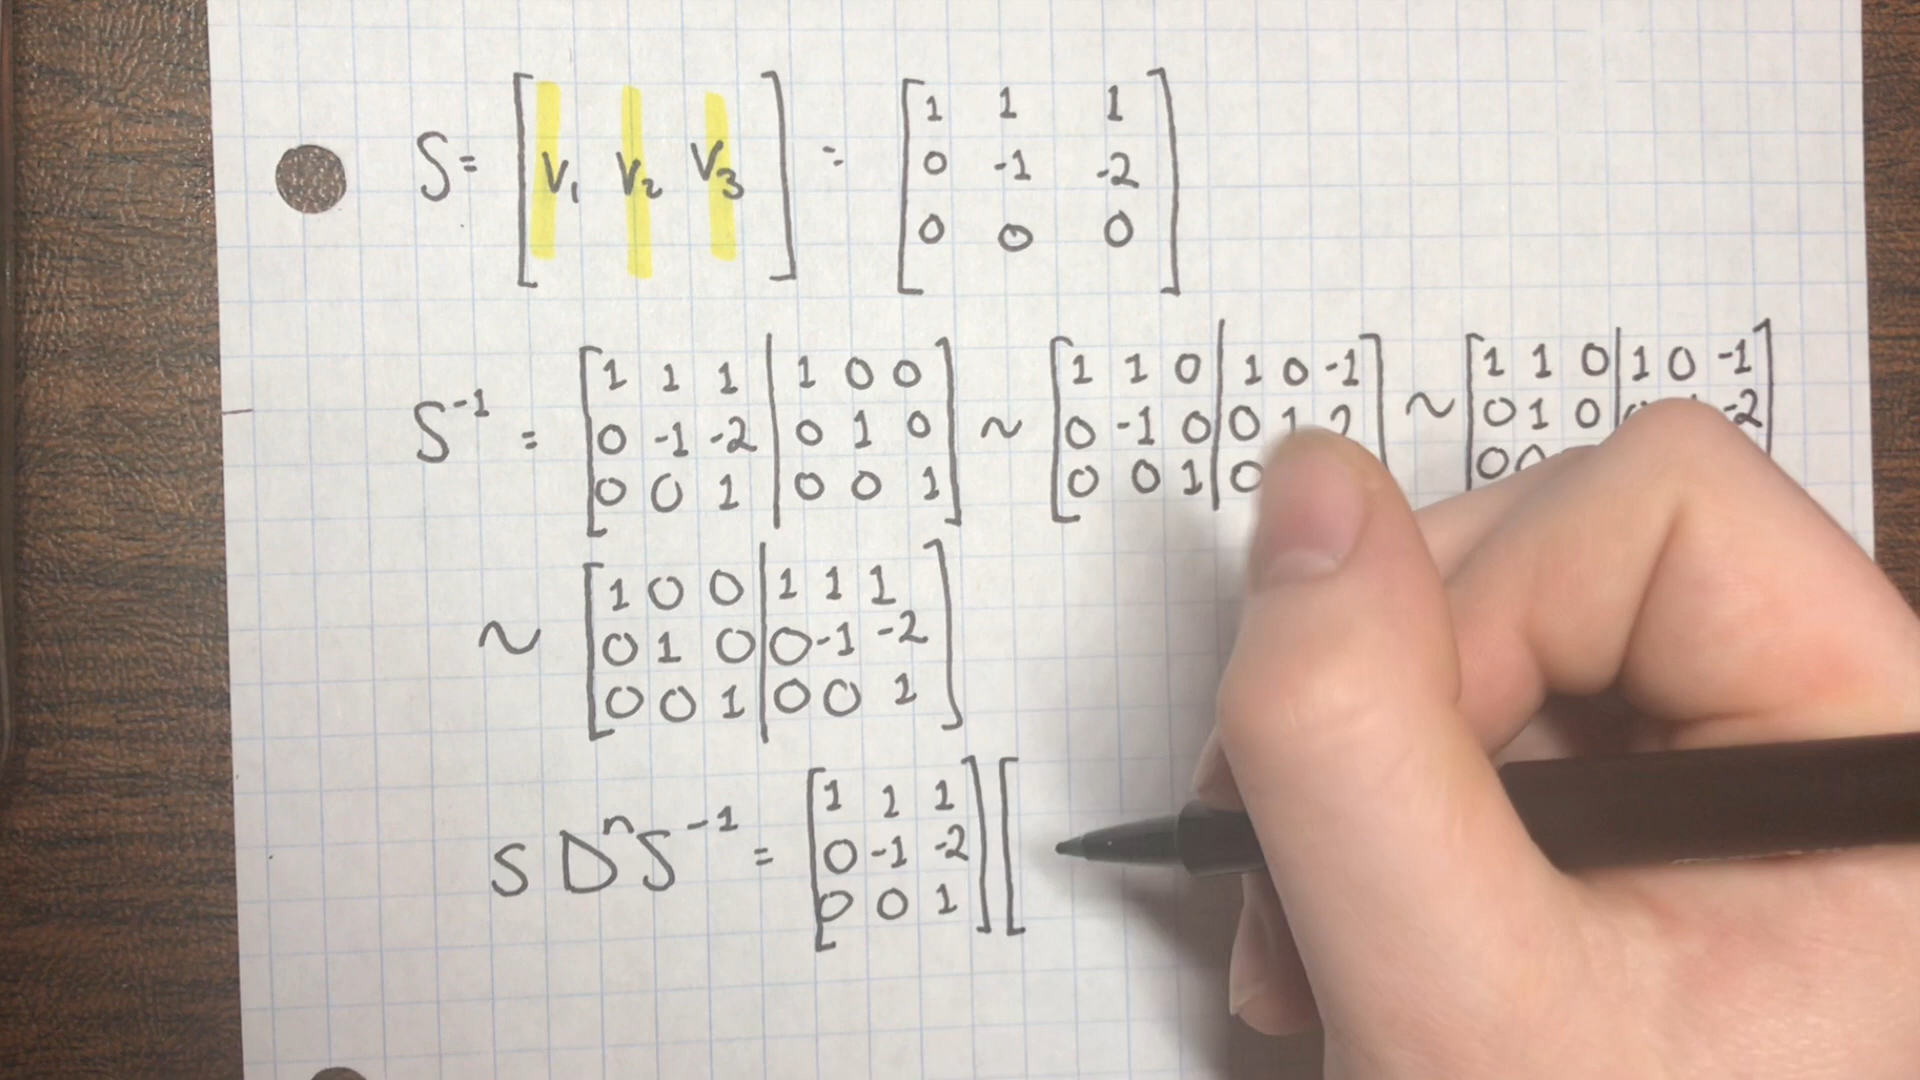 S = [ V₁ V₂ V₃ ] = [ 1 1 1
0 -1 -2
0 0 0 ]
S⁻¹ = [ 1 1 1 | 1 0 0 ] ~ [ 1 1 0 | 1 0 -1 ] ~ [ 1 1 0 | 1 0 -1 ]
0 -1 -2 | 0 1 0 0 -1 0 | 0 1 2 0 1 0 | -2
0 0 1 | 0 0 1 0 0 1 | 0 0 0
~ [ 1 0 0 | 1 1 1 ]
0 1 0 | 0 -1 -2
0 0 1 | 0 0 1
S Dⁿ S⁻¹ = [ 1 1 1 ] [
0 -1 -2
0 0 1